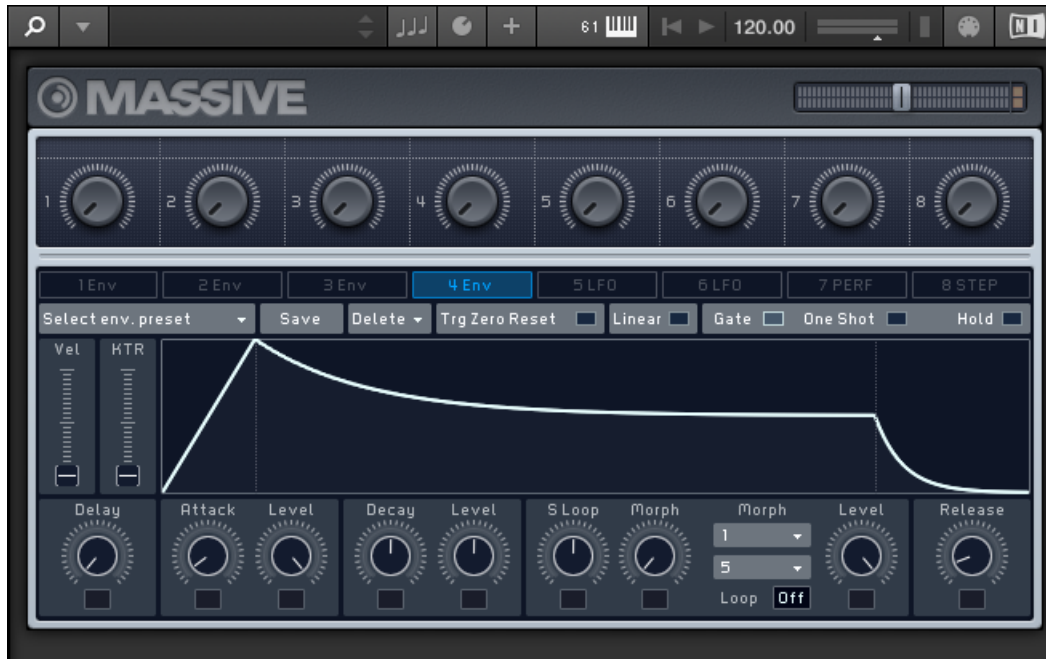 61 120.00 NI
MASSIVE
1 2 3 4 5 6 7 8
1Env 2Env 3Env 4Env 5LFO 6LFO 7PERF 8STEP
Select env. preset Save Delete Trg Zero Reset Linear Gate One Shot Hold
Vel KTR
Delay Attack Level Decay Level S Loop Morph Morph Level Release
1
5
Loop Off